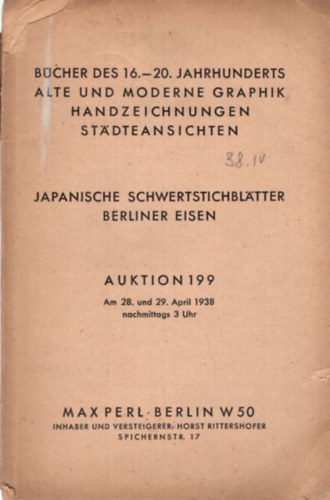 BÜCHER DES 16.–20. JAHRHUNDERTS
ALTE UND MODERNE GRAPHIK
HANDZEICHNUNGEN
STÄDTEANSICHTEN
38. IV
JAPANISCHE SCHWERTSTICHBLÄTTER
BERLINER EISEN
AUKTION 199
Am 28. und 29. April 1938
nachmittags 3 Uhr
MAX PERL · BERLIN W 50
INHABER UND VERSTEIGERER: HORST RITTERSHOFER
SPICHERNSTR. 17